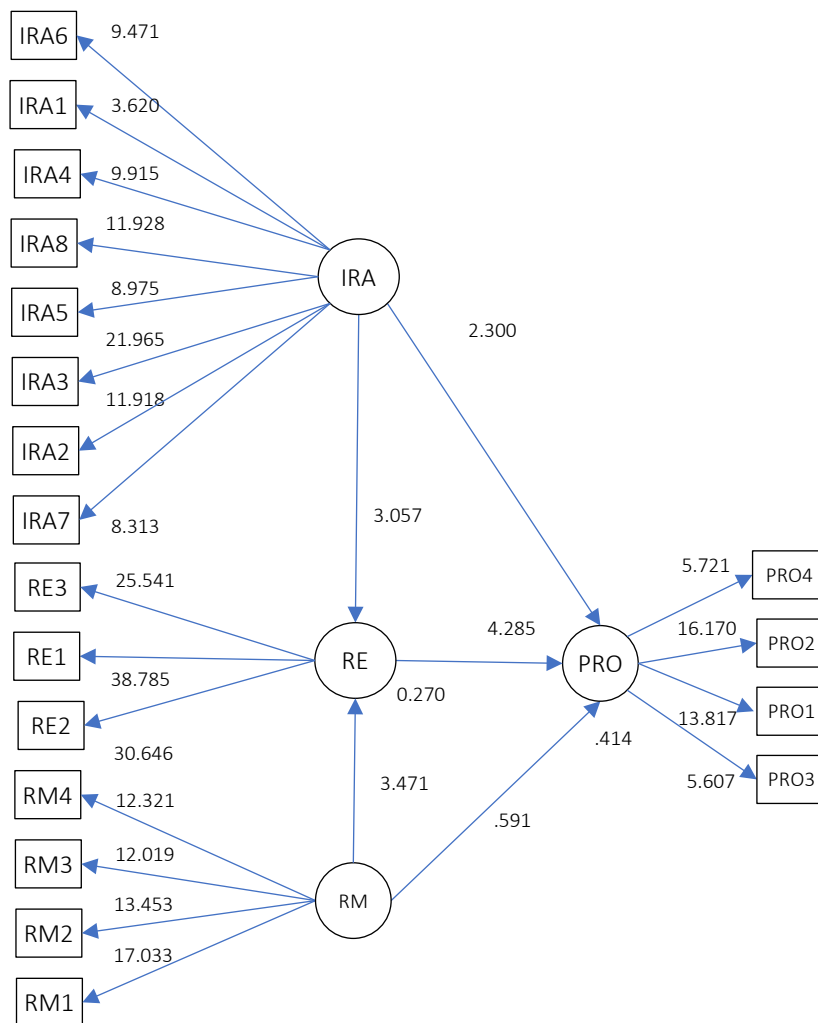 IRA6
9.471
IRA1
3.620
IRA4
9.915
IRA8
11.928
IRA
IRA5
8.975
2.300
21.965
IRA3
11.918
IRA2
IRA7
8.313
3.057
RE3
25.541
5.721
PRO4
4.285
16.170
PRO2
RE1
RE
PRO
38.785
0.270
RE2
13.817
PRO1
.414
30.646
5.607
PRO3
RM4
12.321
3.471
.591
RM3
12.019
RM
13.453
RM2
17.033
RM1